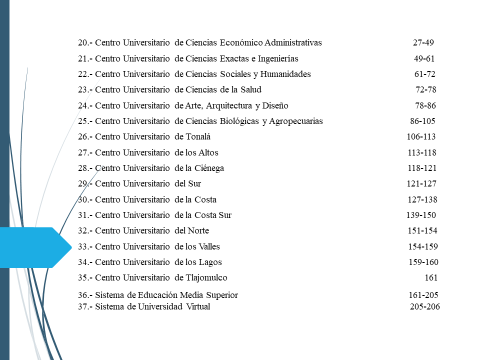 20.- Centro Universitario de Ciencias Económico Administrativas 27-49
21.- Centro Universitario de Ciencias Exactas e Ingenierías 49-61
22.- Centro Universitario de Ciencias Sociales y Humanidades 61-72
23.- Centro Universitario de Ciencias de la Salud 72-78
24.- Centro Universitario de Arte, Arquitectura y Diseño 78-86
25.- Centro Universitario de Ciencias Biológicas y Agropecuarias 86-105
26.- Centro Universitario de Tonalá 106-113
27.- Centro Universitario de los Altos 113-118
28.- Centro Universitario de la Ciénega 118-121
29.- Centro Universitario del Sur 121-127
30.- Centro Universitario de la Costa 127-138
31.- Centro Universitario de la Costa Sur 139-150
32.- Centro Universitario del Norte 151-154
33.- Centro Universitario de los Valles 154-159
34.- Centro Universitario de los Lagos 159-160
35.- Centro Universitario de Tlajomulco 161
36.- Sistema de Educación Media Superior 161-205
37.- Sistema de Universidad Virtual 205-206